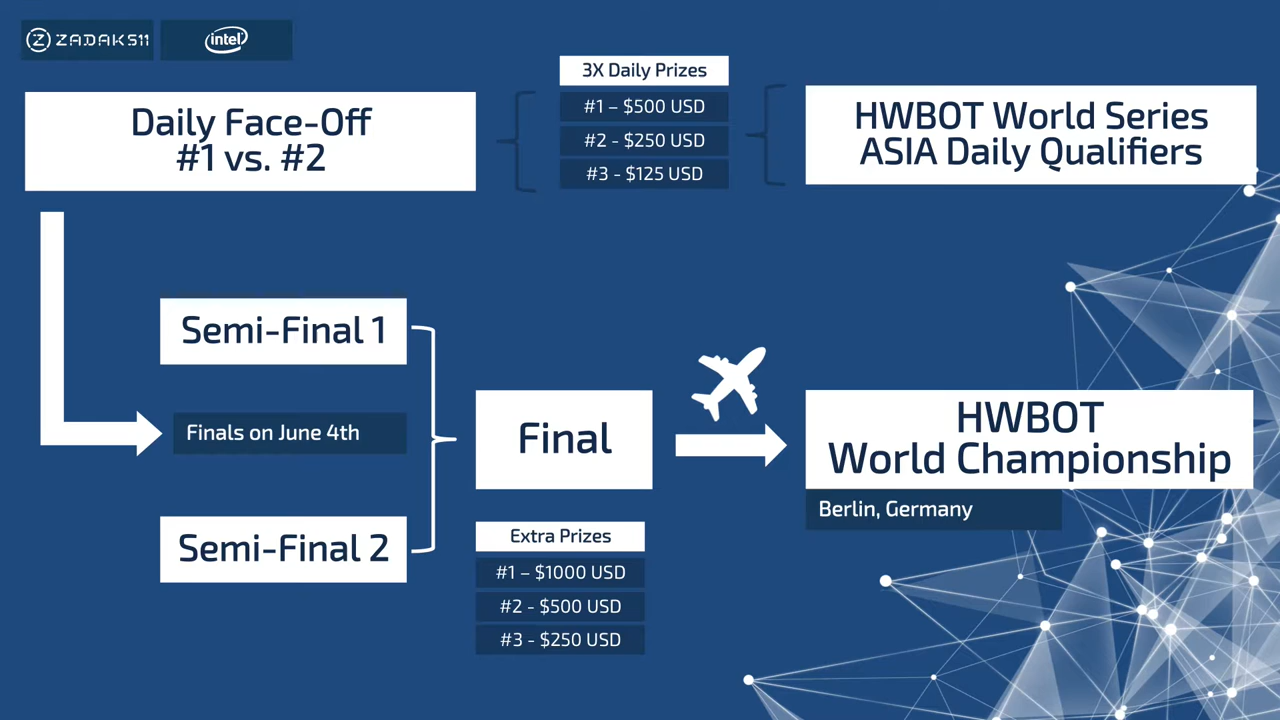 ZADAK511
intel
Daily Face-Off
#1 vs. #2
3X Daily Prizes
#1 – $500 USD
#2 - $250 USD
#3 - $125 USD
HWBOT World Series
ASIA Daily Qualifiers
Semi-Final 1
Finals on June 4th
Semi-Final 2
Final
Extra Prizes
#1 – $1000 USD
#2 - $500 USD
#3 - $250 USD
HWBOT
World Championship
Berlin, Germany